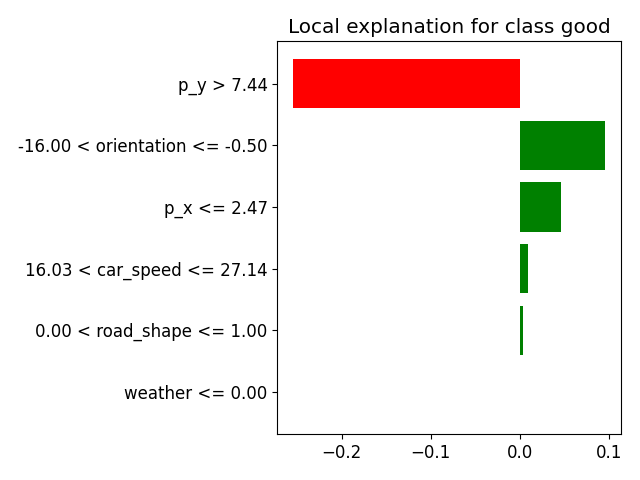 Local explanation for class good
p_y > 7.44
-16.00 < orientation <= -0.50
p_x <= 2.47
16.03 < car_speed <= 27.14
0.00 < road_shape <= 1.00
weather <= 0.00
−0.2 −0.1 0.0 0.1